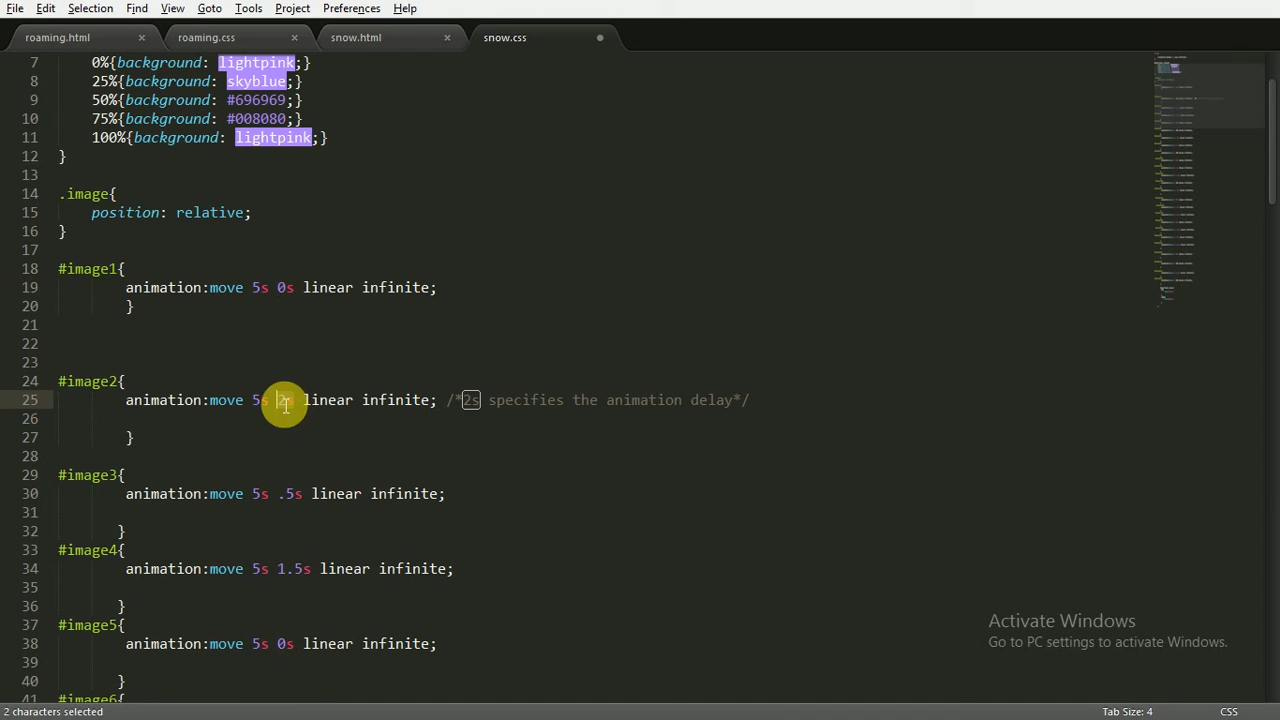 File Edit Selection Find View Goto Tools Project Preferences Help
roaming.html × roaming.css × snow.html × snow.css
7 0%{background: lightpink;}
8 25%{background: skyblue;}
9 50%{background: #696969;}
10 75%{background: #008080;}
11 100%{background: lightpink;}
12 }
13
14 .image{
15 position: relative;
16 }
17
18 #image1{
19 animation:move 5s 0s linear infinite;
20 }
21
22
23
24 #image2{
25 animation:move 5s 2s linear infinite; /*2s specifies the animation delay*/
26
27 }
28
29 #image3{
30 animation:move 5s .5s linear infinite;
31
32 }
33 #image4{
34 animation:move 5s 1.5s linear infinite;
35
36 }
37 #image5{
38 animation:move 5s 0s linear infinite;
39
40 }
41 #image6{
Activate Windows
Go to PC settings to activate Windows.
2 characters selected Tab Size: 4 CSS